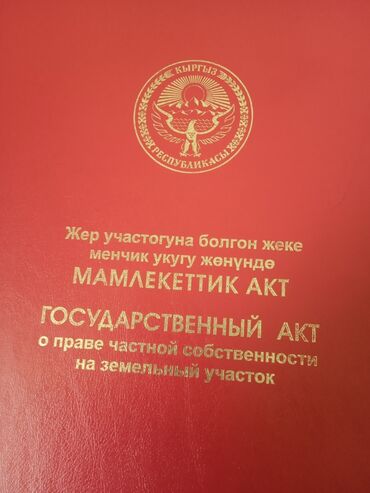 КЫРГЫЗ
РЕСПУБЛИКАСЫ
Жер участогуна болгон жеке
менчик укугу жөнүндө
МАМЛЕКЕТТИК АКТ
ГОСУДАРСТВЕННЫЙ АКТ
о праве частной собственности
на земельный участок